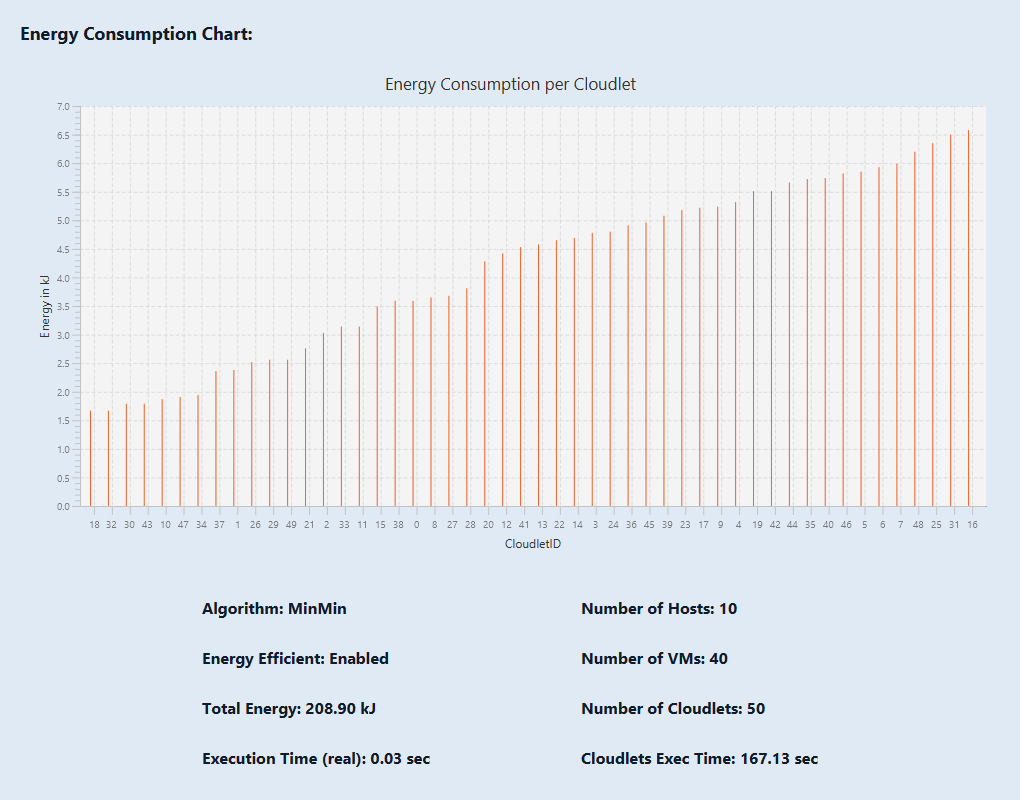 Energy Consumption Chart:
Energy Consumption per Cloudlet
7.0
6.5
6.0
5.5
5.0
4.5
4.0
3.5
3.0
2.5
2.0
1.5
1.0
0.5
0.0
Energy in kJ
18 32 30 43 10 47 34 37 1 26 29 49 21 2 33 11 15 38 0 8 27 28 20 12 41 13 22 14 3 24 36 45 39 23 17 9 4 19 42 44 35 40 46 5 6 7 48 25 31 16
CloudletID
Algorithm: MinMin
Number of Hosts: 10
Energy Efficient: Enabled
Number of VMs: 40
Total Energy: 208.90 kJ
Number of Cloudlets: 50
Execution Time (real): 0.03 sec
Cloudlets Exec Time: 167.13 sec